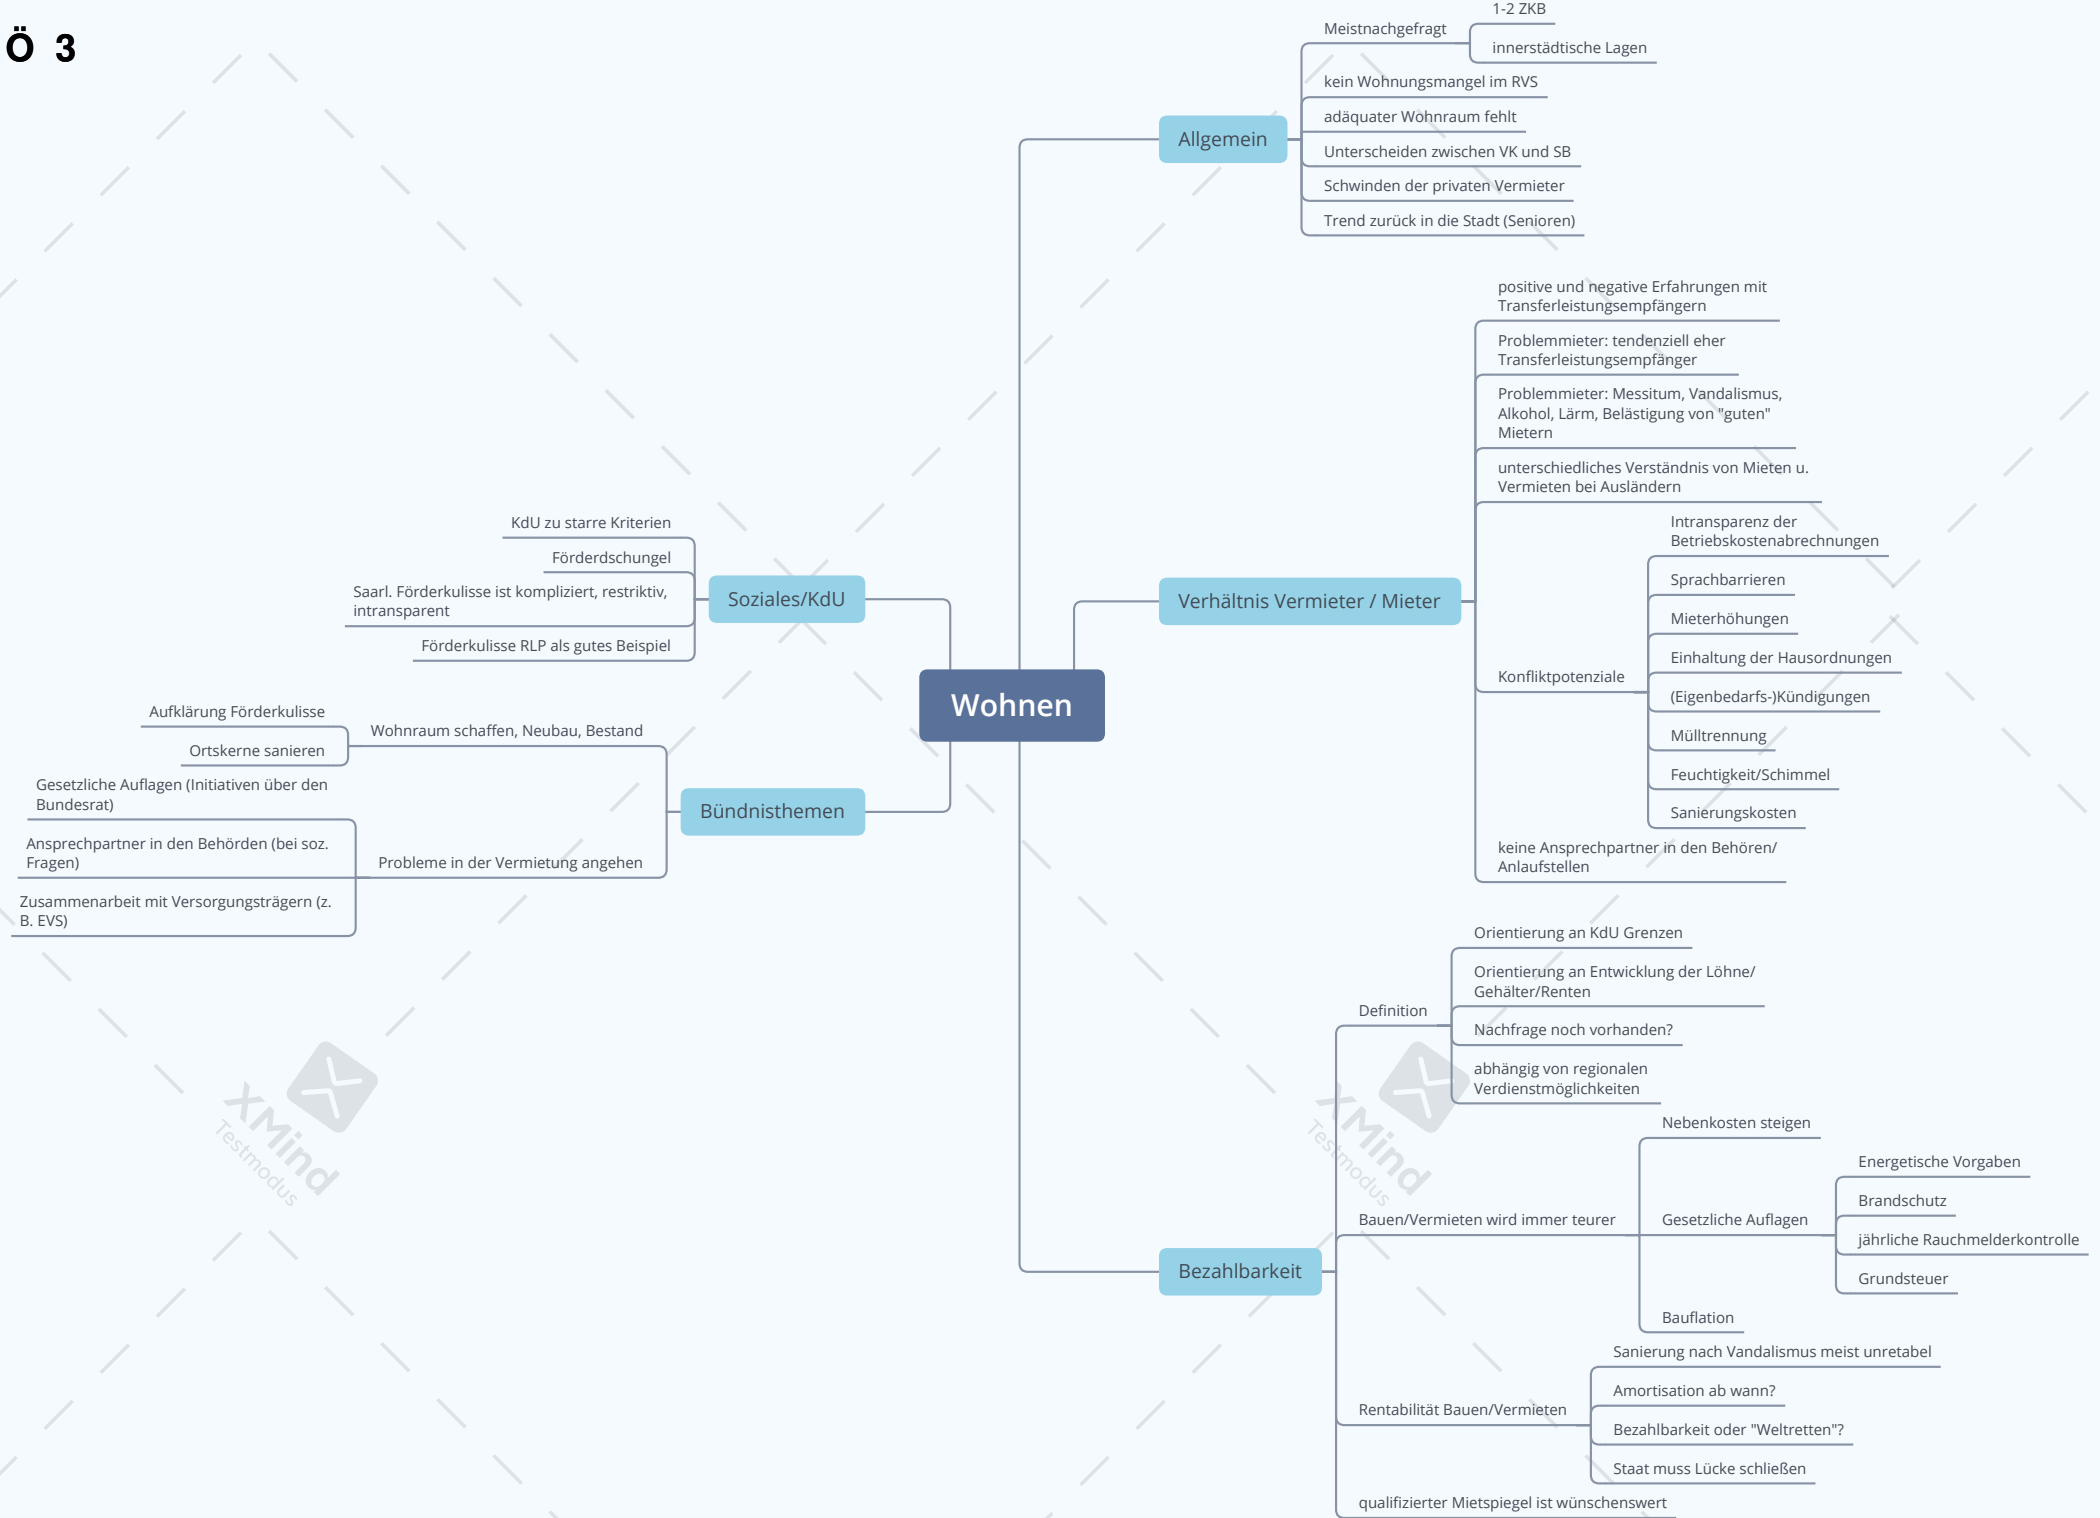 Ö 3
Wohnen
Allgemein
Meistnachgefragt
1-2 ZKB
innerstädtische Lagen
kein Wohnungsmangel im RVS
adäquater Wohnraum fehlt
Unterscheiden zwischen VK und SB
Schwinden der privaten Vermieter
Trend zurück in die Stadt (Senioren)
Verhältnis Vermieter / Mieter
positive und negative Erfahrungen mit
Transferleistungsempfängern
Problemmieter: tendenziell eher
Transferleistungsempfänger
Problemmieter: Messitum, Vandalismus,
Alkohol, Lärm, Belästigung von "guten"
Mietern
unterschiedliches Verständnis von Mieten u.
Vermieten bei Ausländern
Konfliktpotenziale
Intransparenz der
Betriebskostenabrechnungen
Sprachbarrieren
Mieterhöhungen
Einhaltung der Hausordnungen
(Eigenbedarfs-)Kündigungen
Mülltrennung
Feuchtigkeit/Schimmel
Sanierungskosten
keine Ansprechpartner in den Behören/
Anlaufstellen
Bezahlbarkeit
Definition
Orientierung an KdU Grenzen
Orientierung an Entwicklung der Löhne/
Gehälter/Renten
Nachfrage noch vorhanden?
abhängig von regionalen
Verdienstmöglichkeiten
Bauen/Vermieten wird immer teurer
Nebenkosten steigen
Gesetzliche Auflagen
Energetische Vorgaben
Brandschutz
jährliche Rauchmelderkontrolle
Grundsteuer
Bauflation
Rentabilität Bauen/Vermieten
Sanierung nach Vandalismus meist unretabel
Amortisation ab wann?
Bezahlbarkeit oder "Weltretten"?
Staat muss Lücke schließen
qualifizierter Mietspiegel ist wünschenswert
Soziales/KdU
KdU zu starre Kriterien
Förderdschungel
Saarl. Förderkulisse ist kompliziert, restriktiv,
intransparent
Förderkulisse RLP als gutes Beispiel
Bündnisthemen
Wohnraum schaffen, Neubau, Bestand
Aufklärung Förderkulisse
Ortskerne sanieren
Probleme in der Vermietung angehen
Gesetzliche Auflagen (Initiativen über den
Bundesrat)
Ansprechpartner in den Behörden (bei soz.
Fragen)
Zusammenarbeit mit Versorgungsträgern (z.
B. EVS)
XMind
Testmodus
XMind
Testmodus